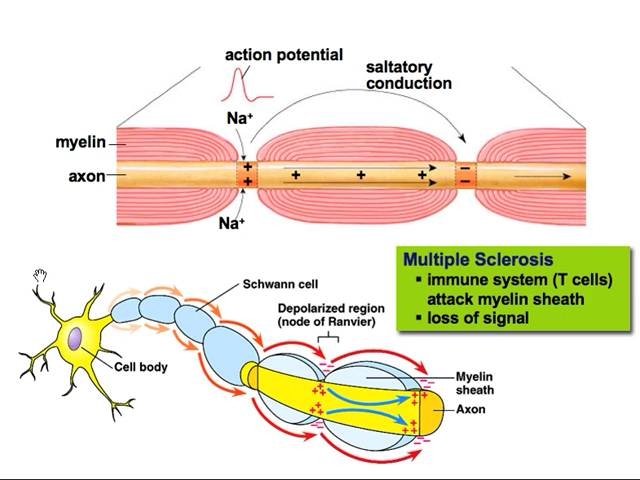 action potential
saltatory
conduction
Na⁺
myelin
axon
+ + + + + − −
Na⁺
Multiple Sclerosis
▪ immune system (T cells)
attack myelin sheath
▪ loss of signal
Schwann cell
Depolarized region
(node of Ranvier)
Cell body
Myelin
sheath
Axon